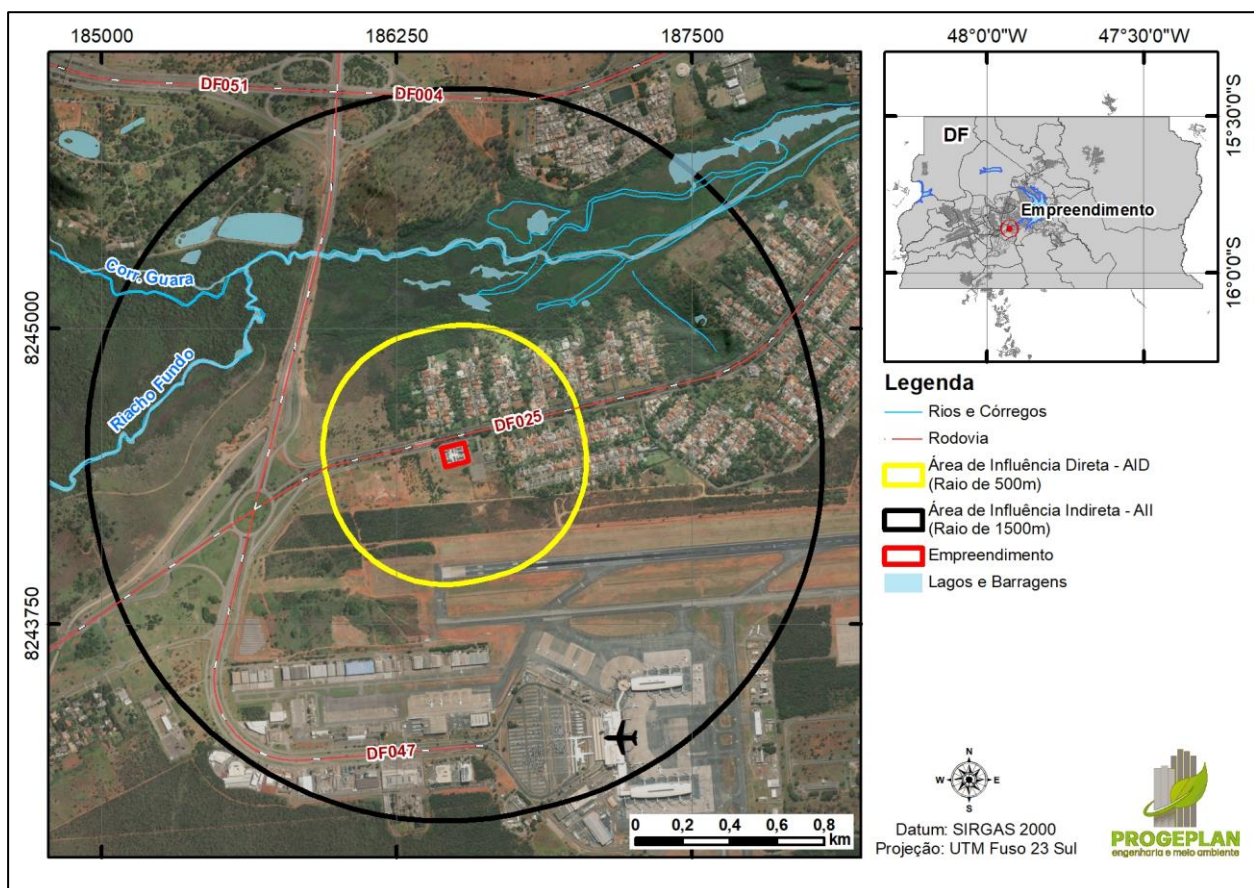 185000
186250
187500
DF051
DF004
Corr. Guara
Riacho Fundo
DF025
DF047
8245000
8243750
0 0,2 0,4 0,6 0,8
km
48°0'0"W
47°30'0"W
15°30'0"S
16°0'0"S
DF
Empreendimento
Legenda
Rios e Córregos
Rodovia
Área de Influência Direta - AID
(Raio de 500m)
Área de Influência Indireta - AII
(Raio de 1500m)
Empreendimento
Lagos e Barragens
N
W
E
S
Datum: SIRGAS 2000
Projeção: UTM Fuso 23 Sul
PROGEPLAN
engenharia e meio ambiente